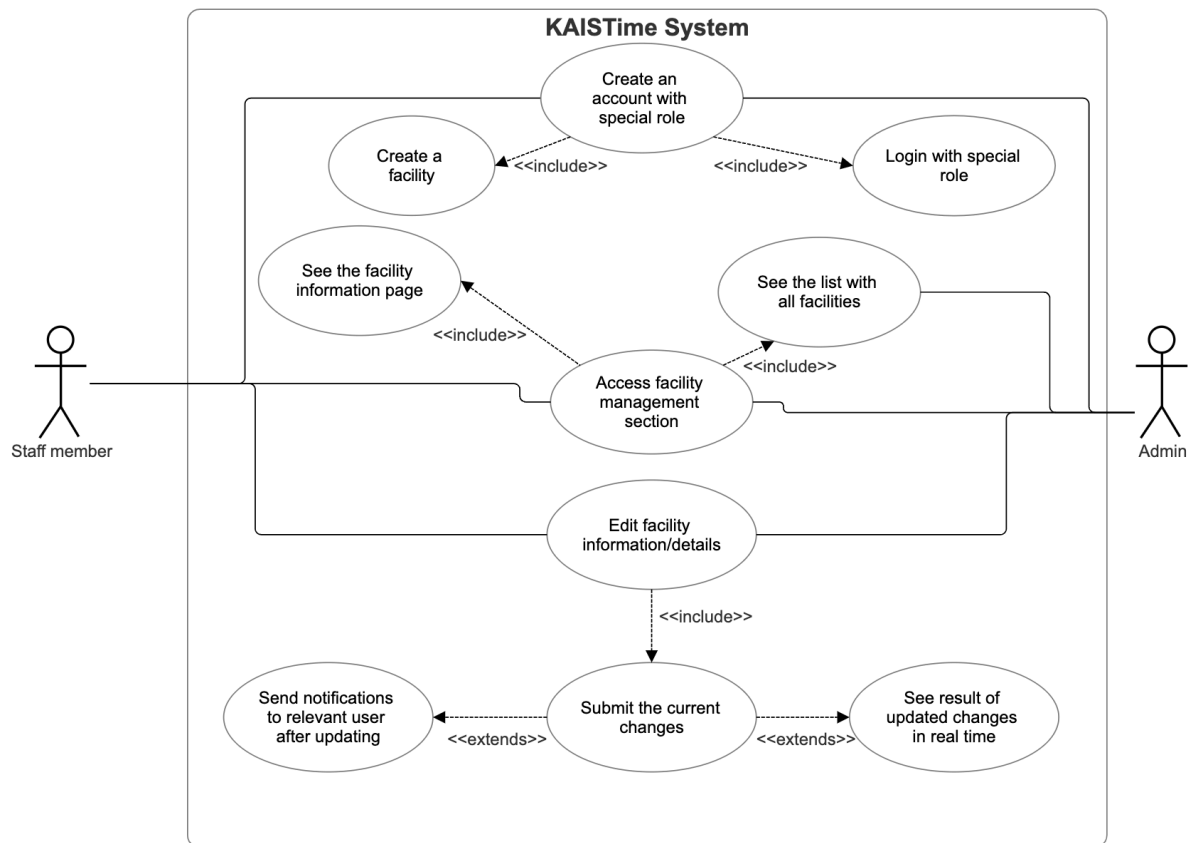 KAISTime System
Create an
account with
special role
Create a
facility
<<include>>
<<include>>
Login with special
role
See the facility
information page
See the list with
all facilities
<<include>>
<<include>>
Access facility
management
section
Staff member
Admin
Edit facility
information/details
<<include>>
Send notifications
to relevant user
after updating
<<extends>>
Submit the current
changes
<<extends>>
See result of
updated changes
in real time